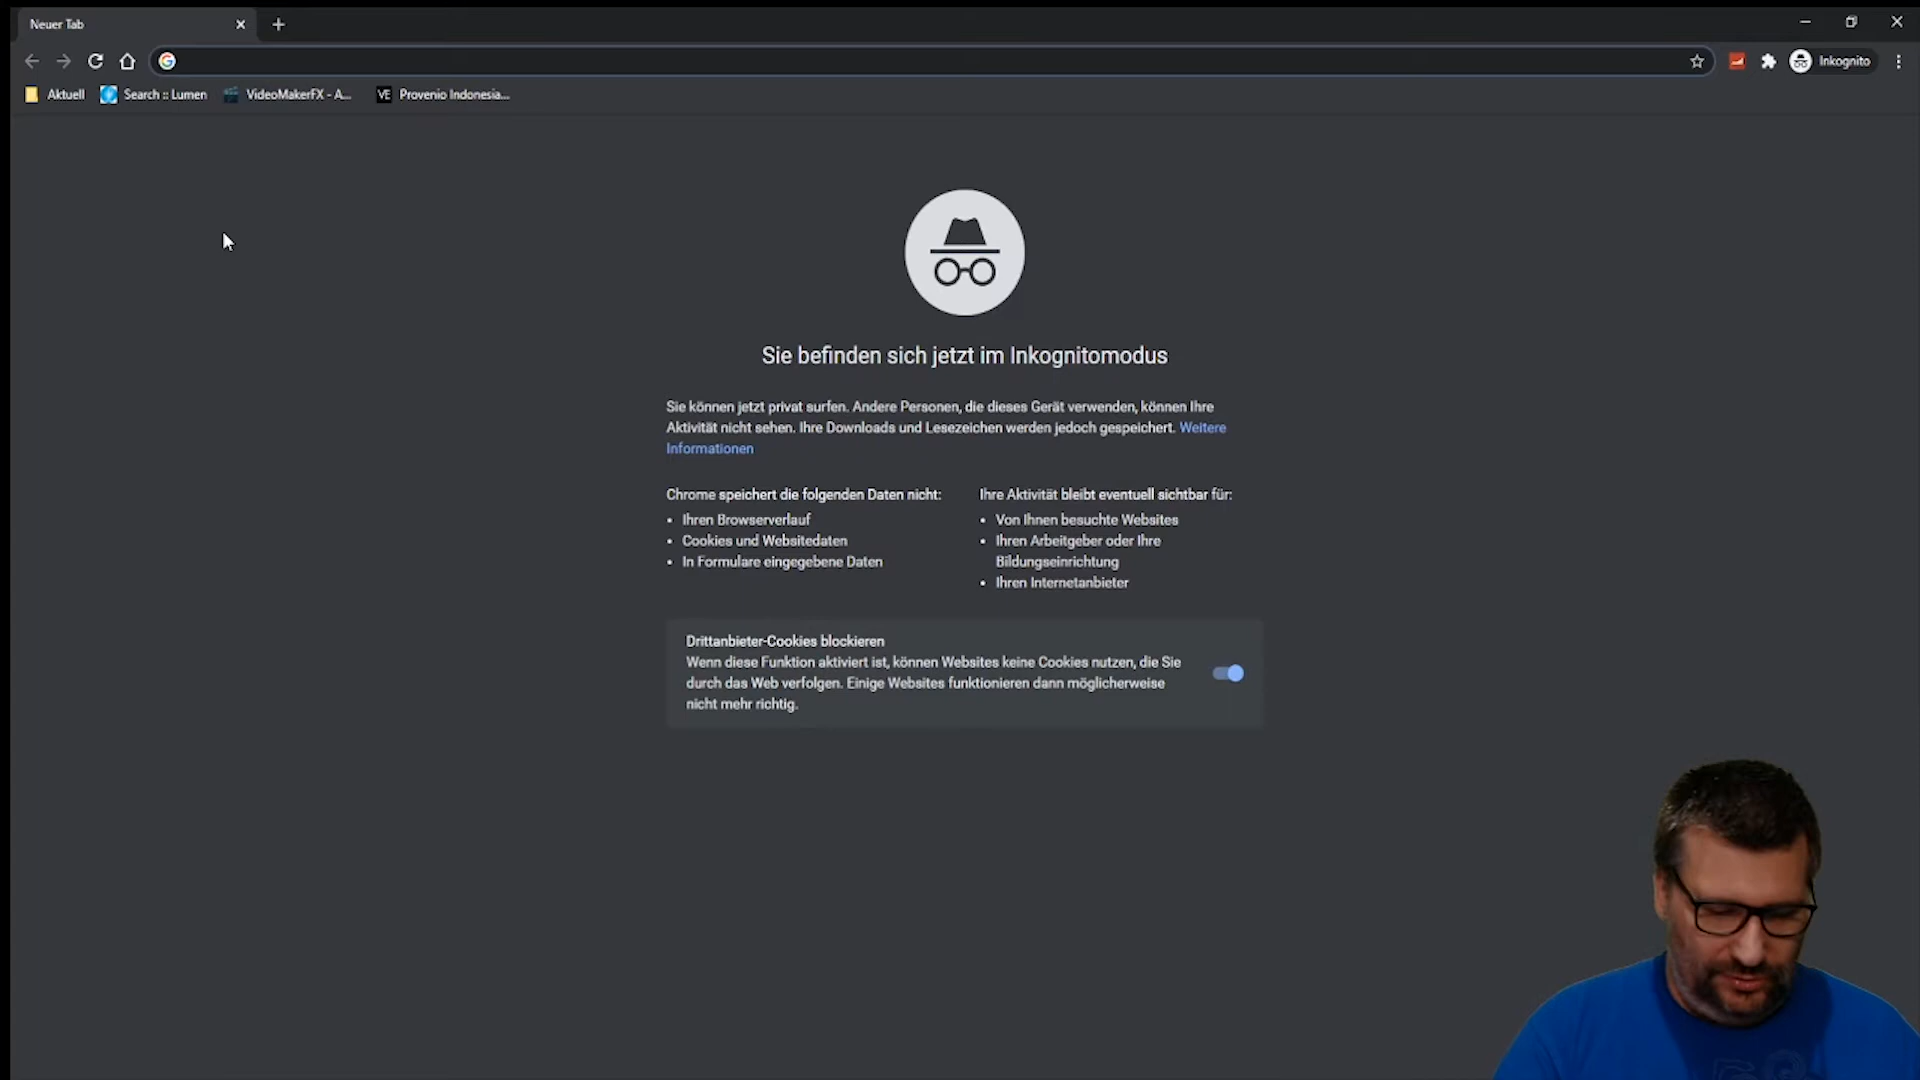 Neuer Tab
Inkognito
Aktuell
Search :: Lumen
VideoMakerFX - A...
VE Provenio Indonesia...
Sie befinden sich jetzt im Inkognitomodus
Sie können jetzt privat surfen. Andere Personen, die dieses Gerät verwenden, können Ihre
Aktivität nicht sehen. Ihre Downloads und Lesezeichen werden jedoch gespeichert. Weitere
Informationen
Chrome speichert die folgenden Daten nicht:
• Ihren Browserverlauf
• Cookies und Websitedaten
• In Formulare eingegebene Daten
Ihre Aktivität bleibt eventuell sichtbar für:
• Von Ihnen besuchte Websites
• Ihren Arbeitgeber oder Ihre
Bildungseinrichtung
• Ihren Internetanbieter
Drittanbieter-Cookies blockieren
Wenn diese Funktion aktiviert ist, können Websites keine Cookies nutzen, die Sie
durch das Web verfolgen. Einige Websites funktionieren dann möglicherweise
nicht mehr richtig.